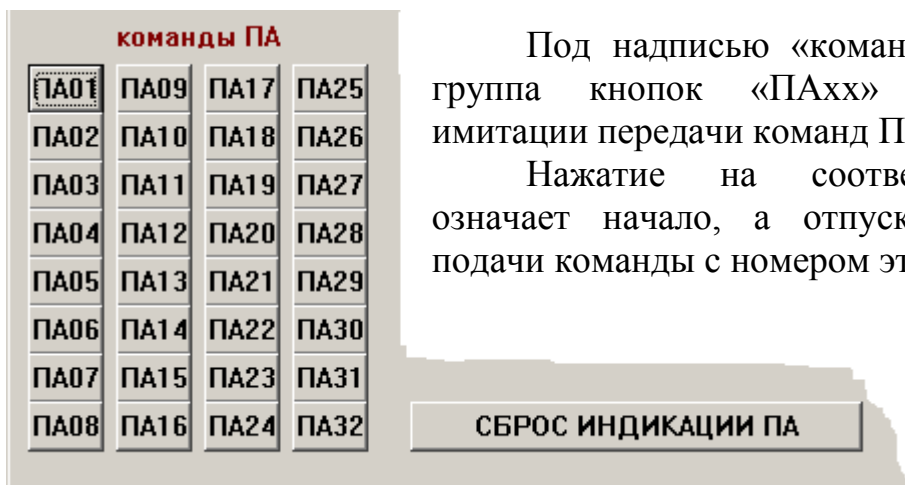 команды ПА
ПА01 ПА09 ПА17 ПА25
ПА02 ПА10 ПА18 ПА26
ПА03 ПА11 ПА19 ПА27
ПА04 ПА12 ПА20 ПА28
ПА05 ПА13 ПА21 ПА29
ПА06 ПА14 ПА22 ПА30
ПА07 ПА15 ПА23 ПА31
ПА08 ПА16 ПА24 ПА32
СБРОС ИНДИКАЦИИ ПА
Под надписью «коман
группа кнопок «ПАхх»
имитации передачи команд П
Нажатие на соотве
означает начало, а отпуск
подачи команды с номером эт